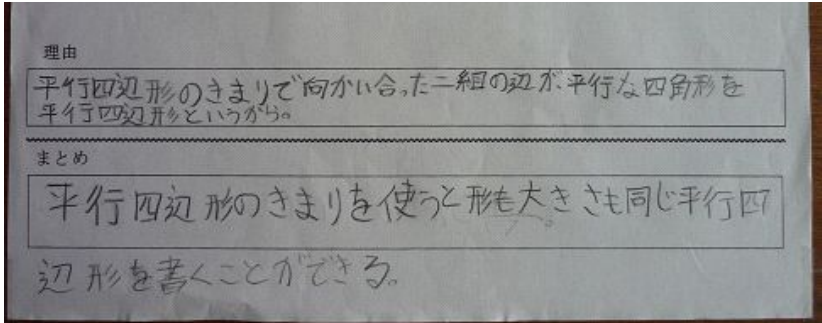 理由
平行四辺形のきまりで向かい合った二組の辺が、平行な四角形を
平行四辺形というから。
まとめ
平行四辺形のきまりを使うと形も大きさも同じ平行四
辺形を書くことができる。